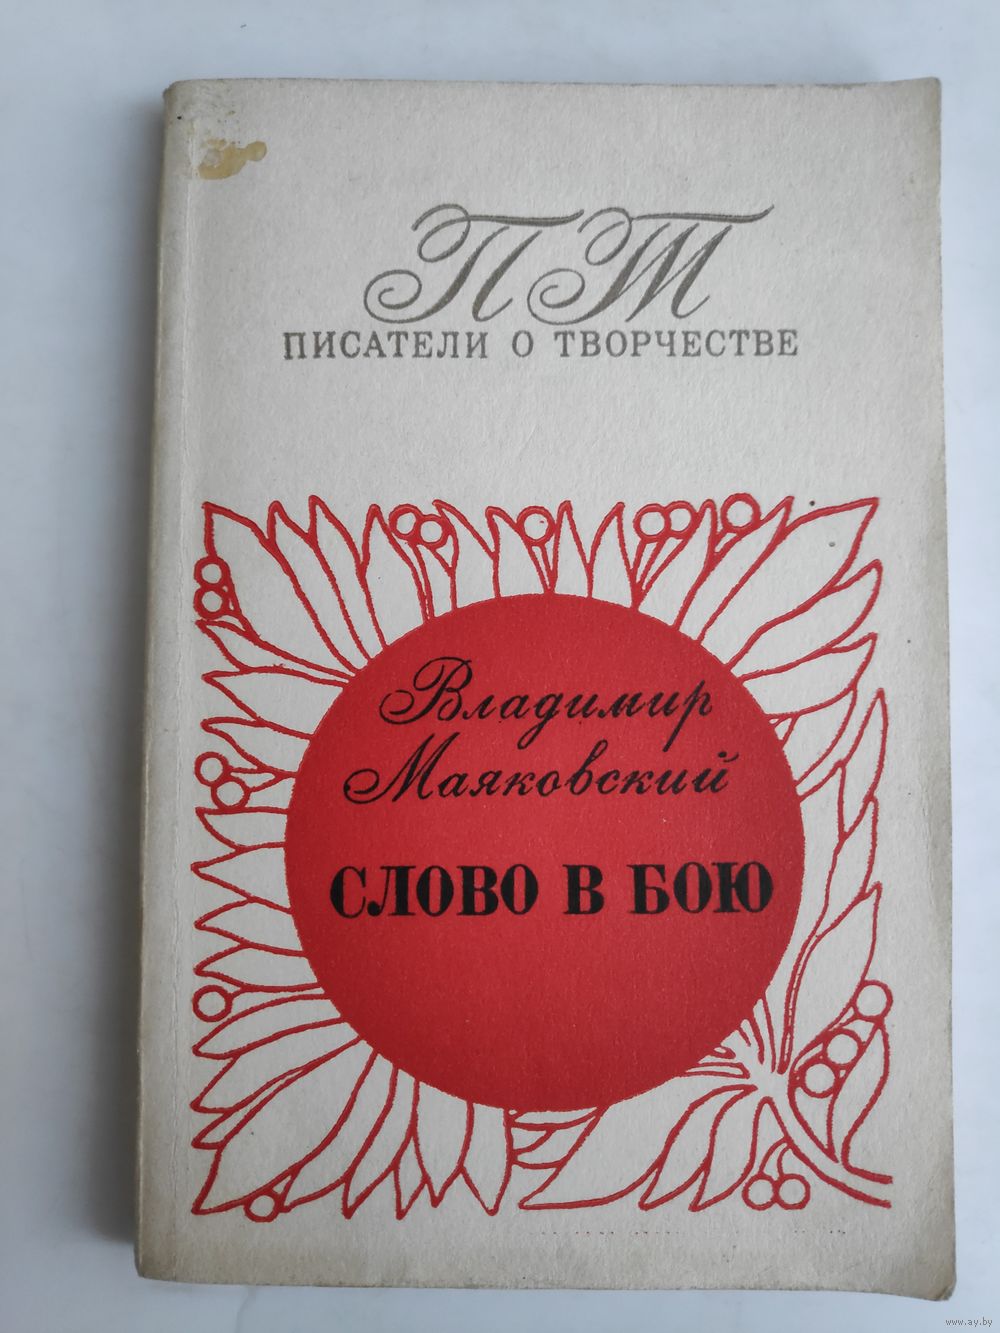 ПТ
ПИСАТЕЛИ О ТВОРЧЕСТВЕ
Владимир
Маяковский
СЛОВО В БОЮ
www.ay.by